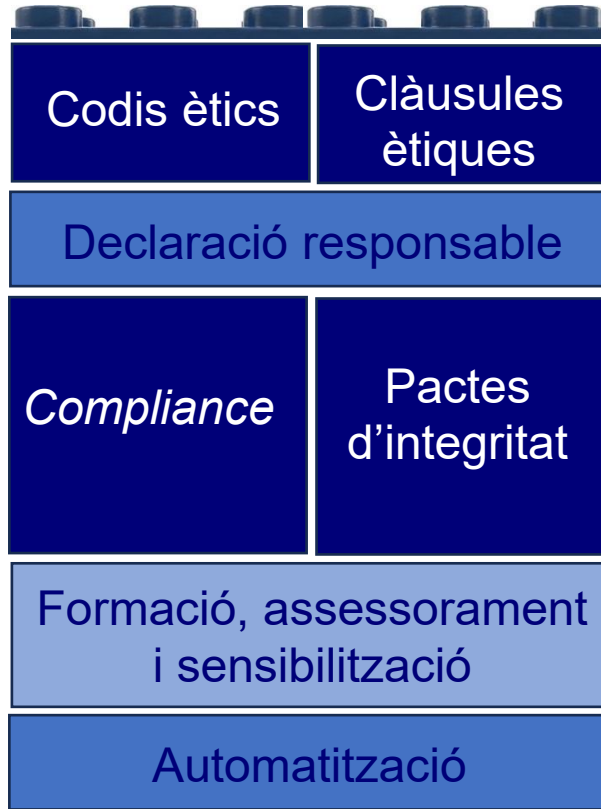 Codis ètics
Clàusules
ètiques
Declaració responsable
Compliance
Pactes
d’integritat
Formació, assessorament
i sensibilització
Automatització